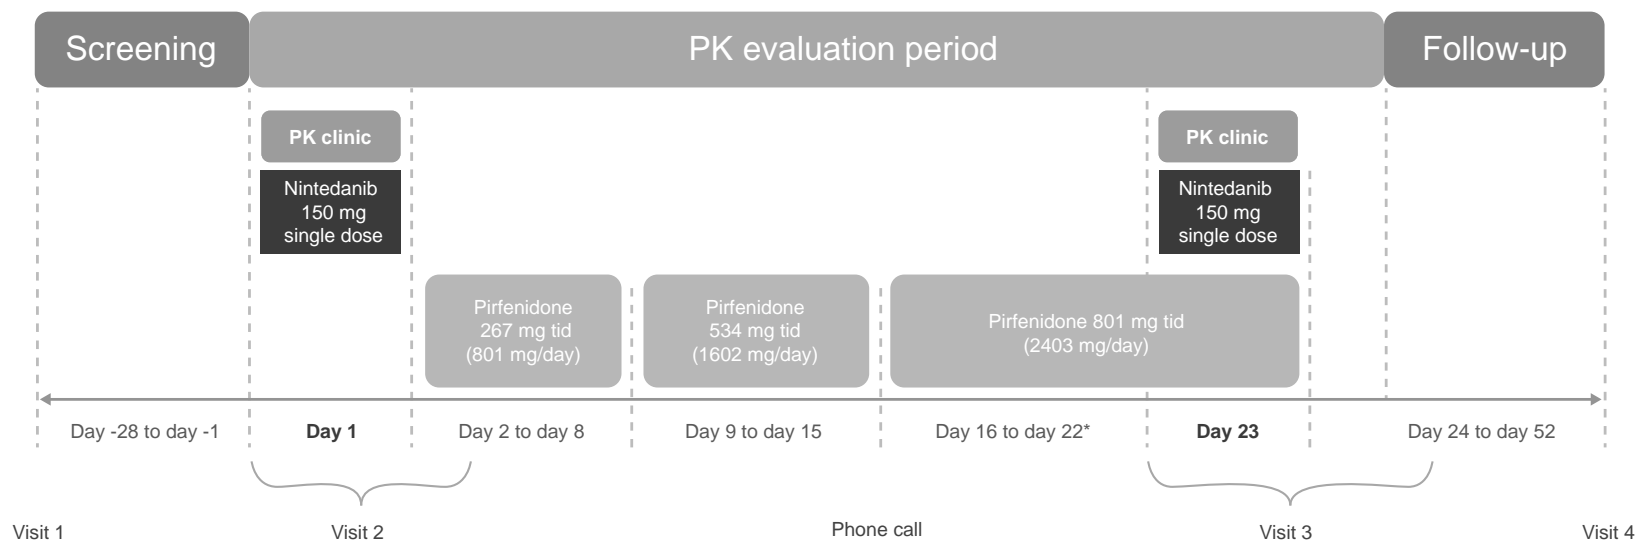 Screening
PK evaluation period
Follow-up
PK clinic
Nintedanib
150 mg
single dose
PK clinic
Nintedanib
150 mg
single dose
Pirfenidone
267 mg tid
(801 mg/day)
Pirfenidone
534 mg tid
(1602 mg/day)
Pirfenidone 801 mg tid
(2403 mg/day)
Day -28 to day -1
Day 1
Day 2 to day 8
Day 9 to day 15
Day 16 to day 22*
Day 23
Day 24 to day 52
Visit 1
Visit 2
Phone call
Visit 3
Visit 4